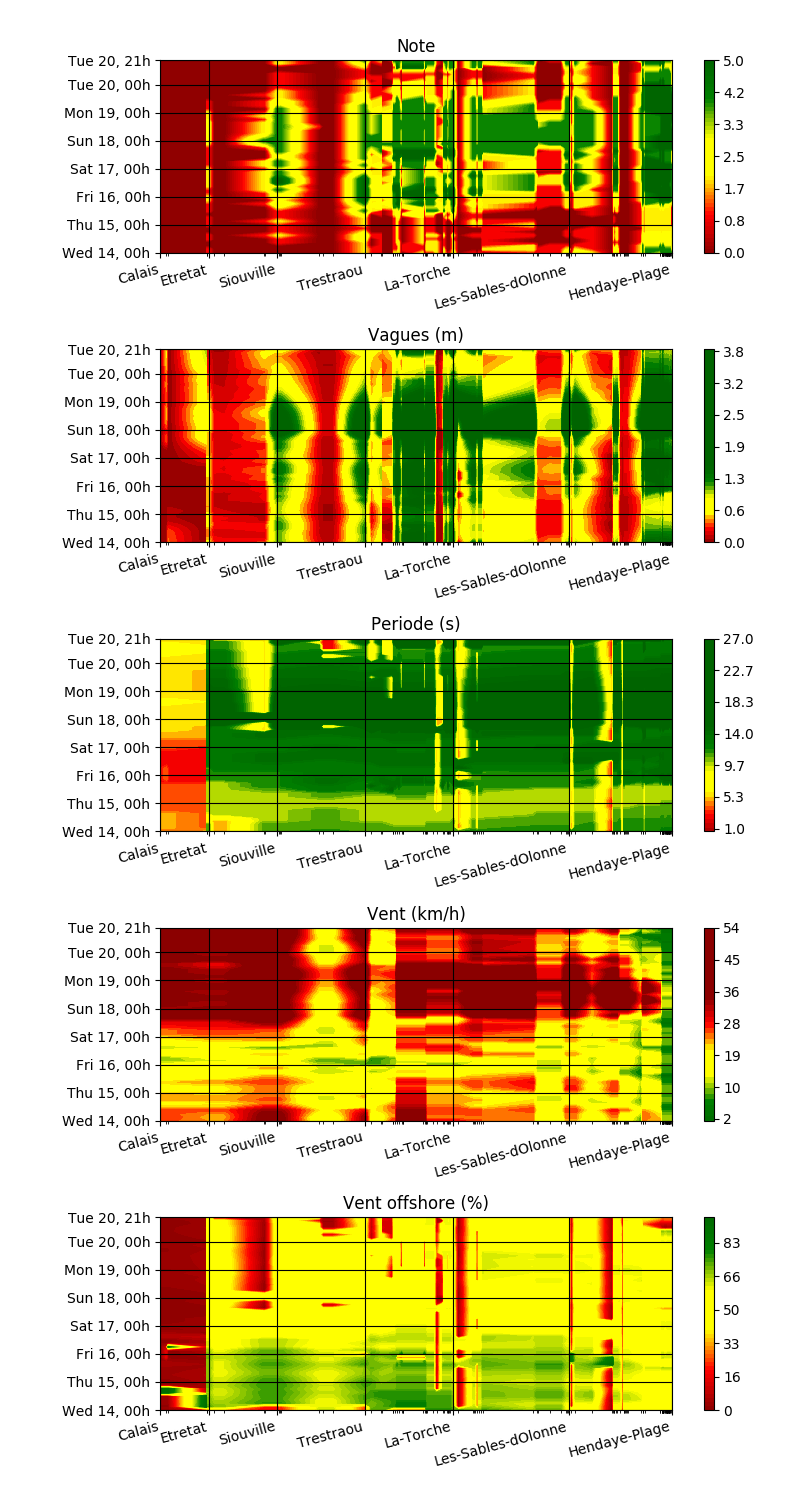 Note
Tue 20, 21h
Tue 20, 00h
Mon 19, 00h
Sun 18, 00h
Sat 17, 00h
Fri 16, 00h
Thu 15, 00h
Wed 14, 00h
Calais
Etretat
Siouville
Trestraou
La-Torche
Les-Sables-dOlonne
Hendaye-Plage
5.0
4.2
3.3
2.5
1.7
0.8
0.0
Vagues (m)
Tue 20, 21h
Tue 20, 00h
Mon 19, 00h
Sun 18, 00h
Sat 17, 00h
Fri 16, 00h
Thu 15, 00h
Wed 14, 00h
Calais
Etretat
Siouville
Trestraou
La-Torche
Les-Sables-dOlonne
Hendaye-Plage
3.8
3.2
2.5
1.9
1.3
0.6
0.0
Periode (s)
Tue 20, 21h
Tue 20, 00h
Mon 19, 00h
Sun 18, 00h
Sat 17, 00h
Fri 16, 00h
Thu 15, 00h
Wed 14, 00h
Calais
Etretat
Siouville
Trestraou
La-Torche
Les-Sables-dOlonne
Hendaye-Plage
27.0
22.7
18.3
14.0
9.7
5.3
1.0
Vent (km/h)
Tue 20, 21h
Tue 20, 00h
Mon 19, 00h
Sun 18, 00h
Sat 17, 00h
Fri 16, 00h
Thu 15, 00h
Wed 14, 00h
Calais
Etretat
Siouville
Trestraou
La-Torche
Les-Sables-dOlonne
Hendaye-Plage
54
45
36
28
19
10
2
Vent offshore (%)
Tue 20, 21h
Tue 20, 00h
Mon 19, 00h
Sun 18, 00h
Sat 17, 00h
Fri 16, 00h
Thu 15, 00h
Wed 14, 00h
Calais
Etretat
Siouville
Trestraou
La-Torche
Les-Sables-dOlonne
Hendaye-Plage
83
66
50
33
16
0